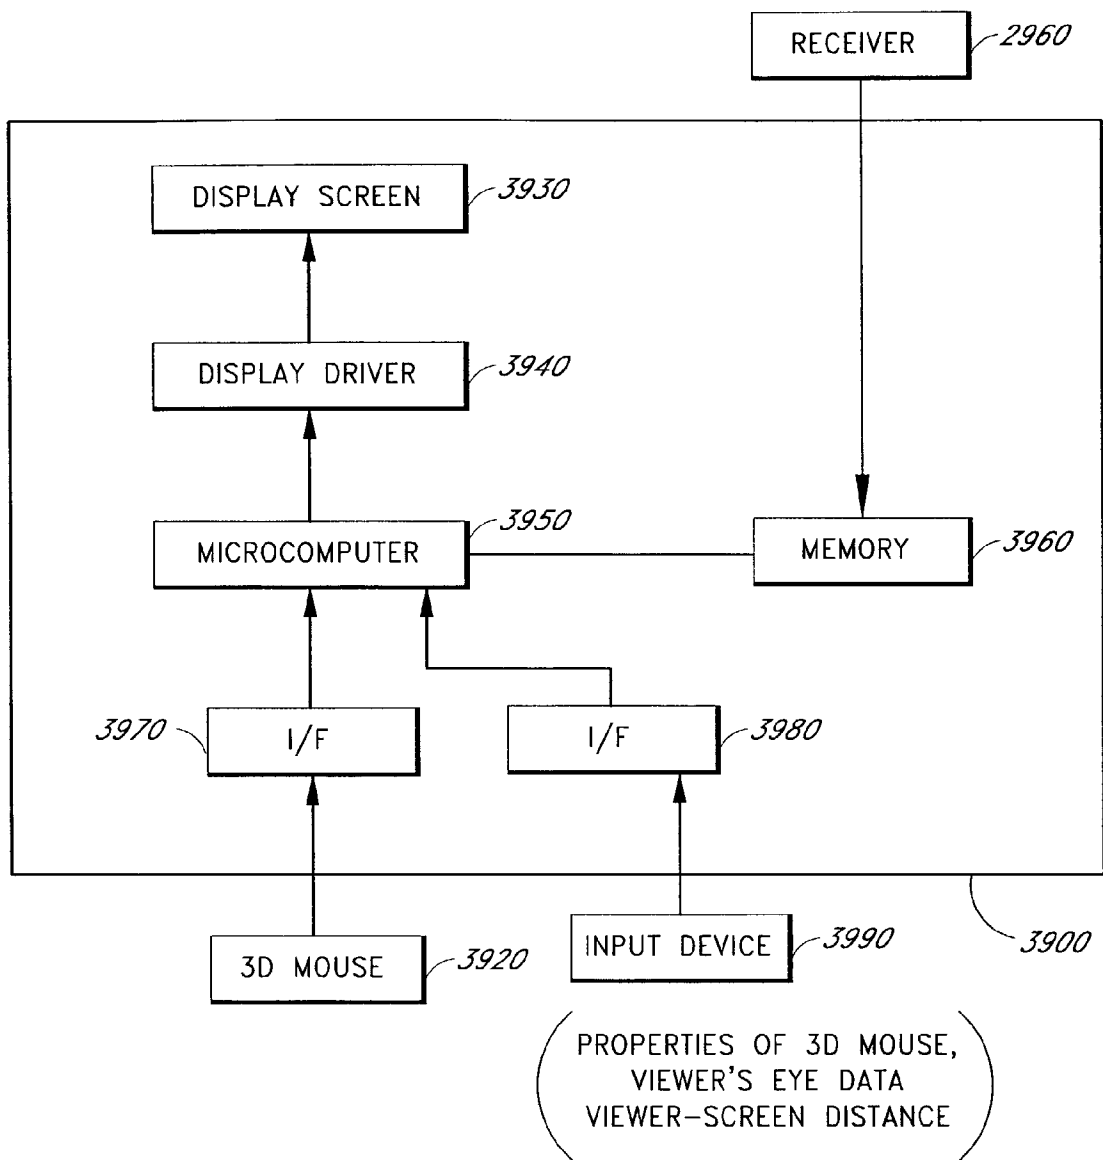 RECEIVER 2960
DISPLAY SCREEN 3930
DISPLAY DRIVER 3940
MICROCOMPUTER 3950
MEMORY 3960
3970 I/F
I/F 3980
3D MOUSE 3920
INPUT DEVICE 3990
3900
(PROPERTIES OF 3D MOUSE,
VIEWER'S EYE DATA
VIEWER-SCREEN DISTANCE)